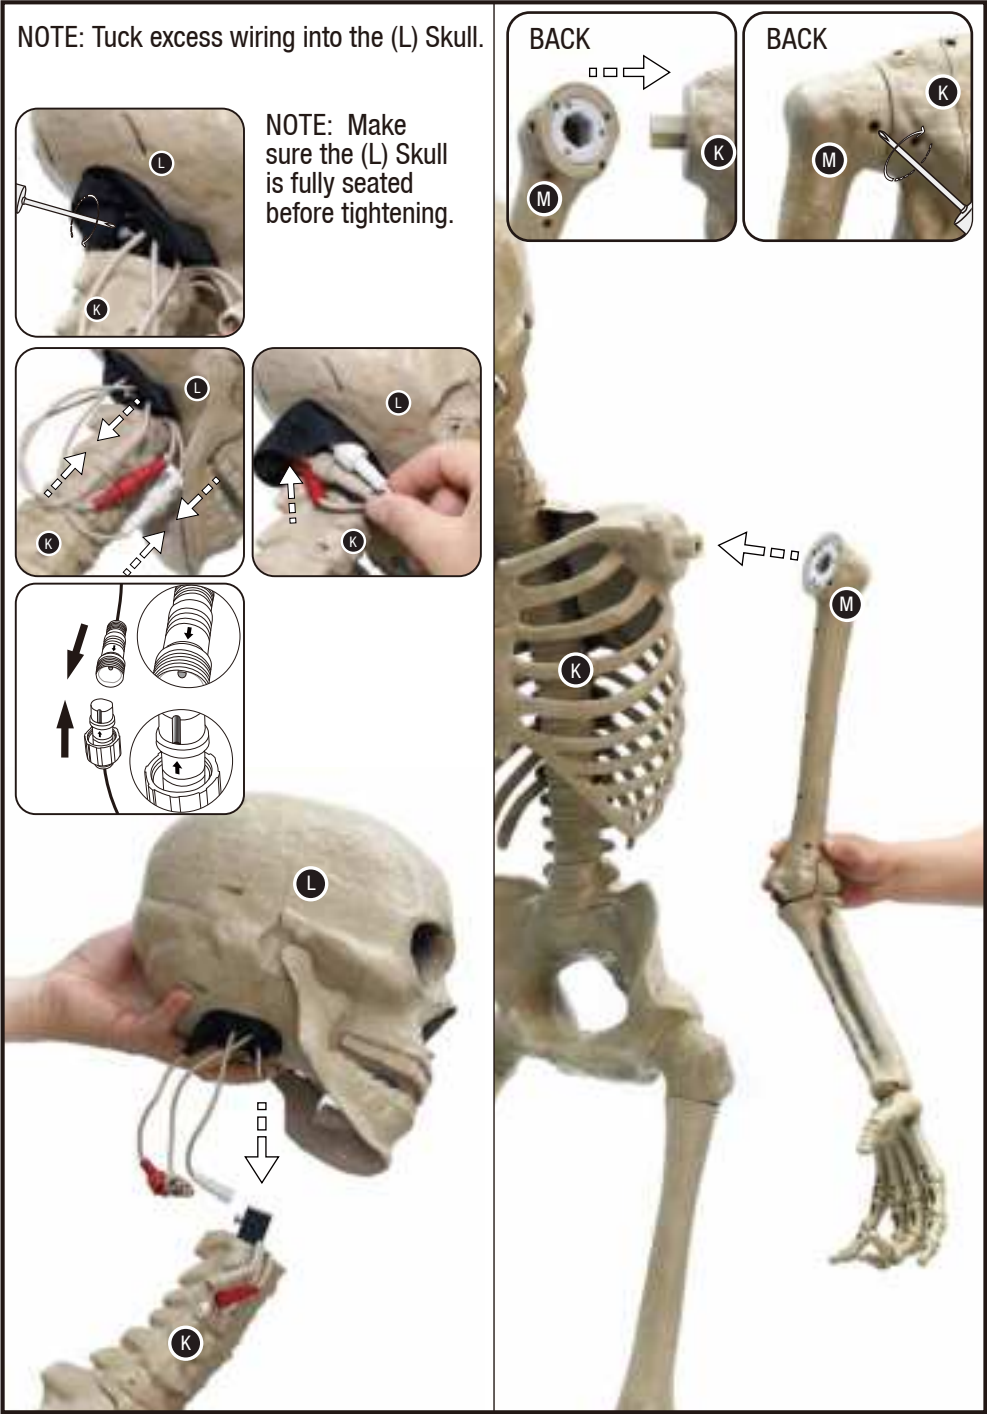 NOTE: Tuck excess wiring into the (L) Skull.
L
K
NOTE: Make
sure the (L) Skull
is fully seated
before tightening.
L
K
L
K
L
K
BACK
M
K
BACK
M
K
K
M